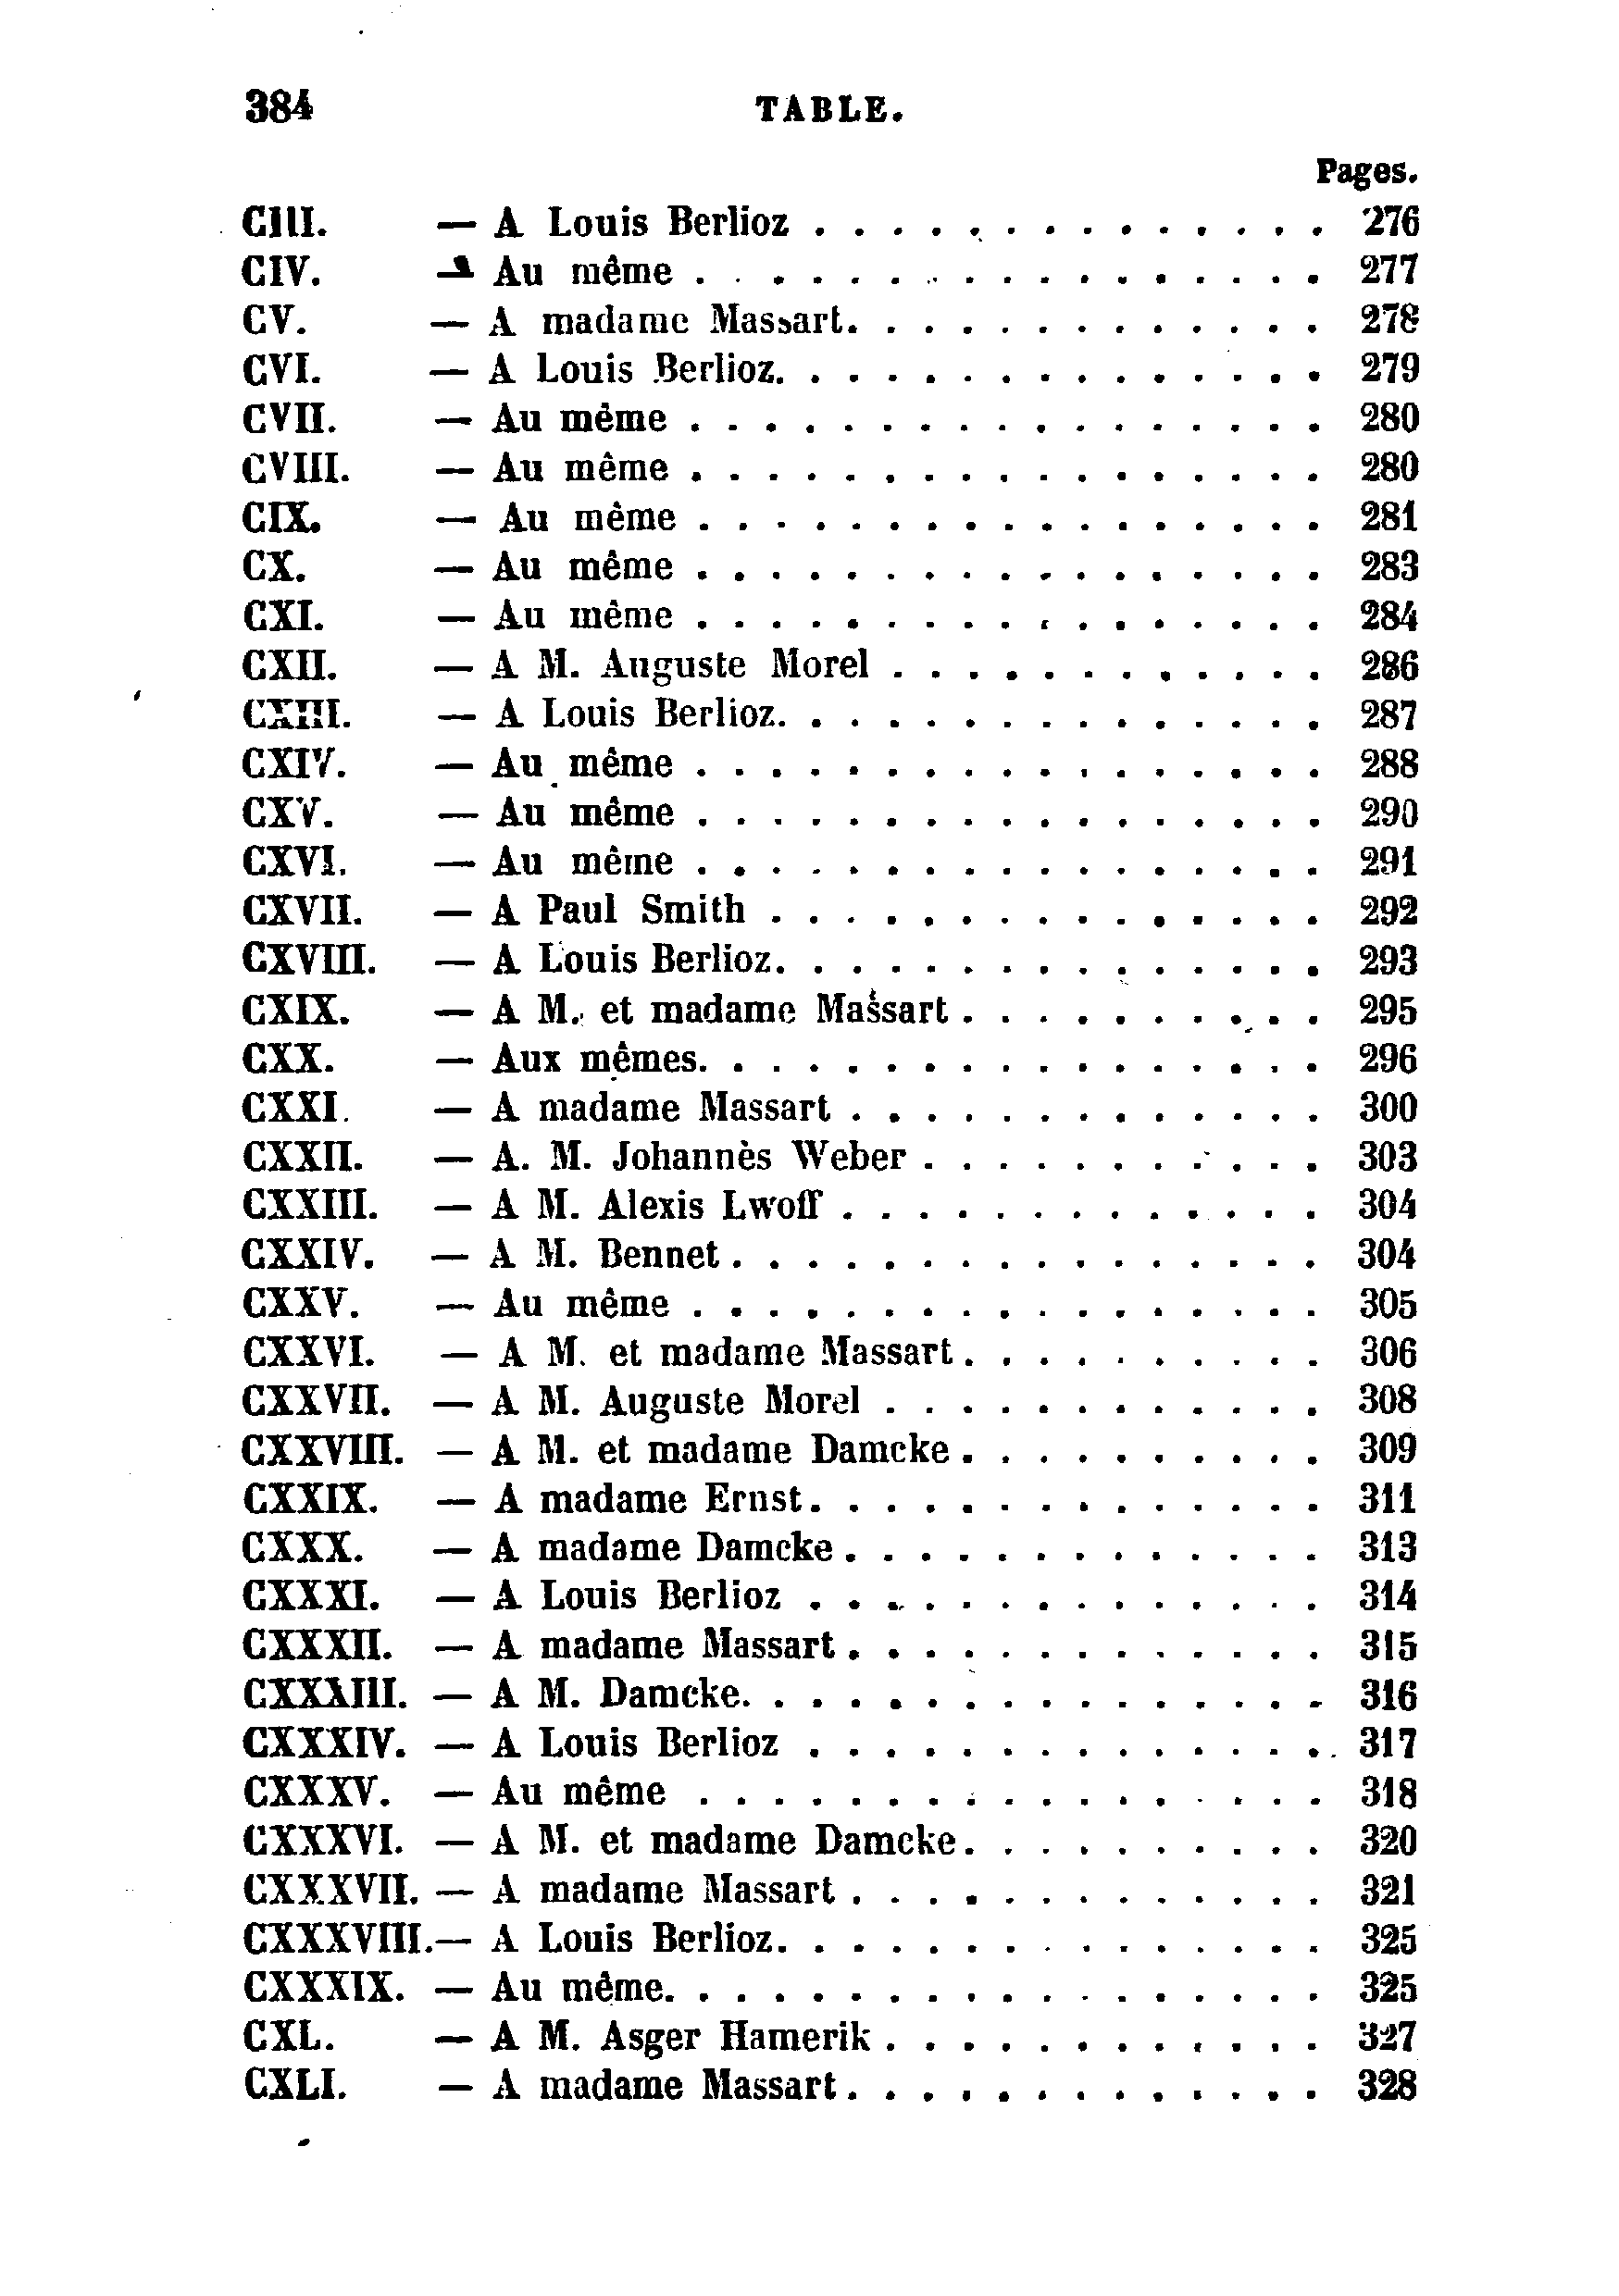 384 TABLE.
Pages.
CIII. — A Louis Berlioz . . . . . . . . . . . . . . 276
CIV. — Au même . . . . . . . . . . . . . . . . . 277
CV. — A madame Massart. . . . . . . . . . . . . 278
CVI. — A Louis Berlioz. . . . . . . . . . . . . . . 279
CVII. — Au même . . . . . . . . . . . . . . . . . 280
CVIII. — Au même . . . . . . . . . . . . . . . . . 280
CIX. — Au même . . . . . . . . . . . . . . . . . 281
CX. — Au même . . . . . . . . . . . . . . . . . 283
CXI. — Au même . . . . . . . . . . . . . . . . . 284
CXII. — A M. Auguste Morel . . . . . . . . . . . . 286
CXIII. — A Louis Berlioz. . . . . . . . . . . . . . . 287
CXIV. — Au même . . . . . . . . . . . . . . . . . 288
CXV. — Au même . . . . . . . . . . . . . . . . . 290
CXVI. — Au même . . . . . . . . . . . . . . . . . 291
CXVII. — A Paul Smith . . . . . . . . . . . . . . . 292
CXVIII. — A Louis Berlioz. . . . . . . . . . . . . . . 293
CXIX. — A M. et madame Massart . . . . . . . . . . 295
CXX. — Aux mêmes. . . . . . . . . . . . . . . . . 296
CXXI. — A madame Massart . . . . . . . . . . . . . 300
CXXII. — A. M. Johannès Weber . . . . . . . . . . . 303
CXXIII. — A M. Alexis Lwoff . . . . . . . . . . . . . 304
CXXIV. — A M. Bennet . . . . . . . . . . . . . . . . 304
CXXV. — Au même . . . . . . . . . . . . . . . . . 305
CXXVI. — A M. et madame Massart . . . . . . . . . . 306
CXXVII. — A M. Auguste Morel . . . . . . . . . . . . 308
CXXVIII. — A M. et madame Damcke . . . . . . . . . . 309
CXXIX. — A madame Ernst. . . . . . . . . . . . . . 311
CXXX. — A madame Damcke . . . . . . . . . . . . . 313
CXXXI. — A Louis Berlioz . . . . . . . . . . . . . . 314
CXXXII. — A madame Massart . . . . . . . . . . . . . 315
CXXXIII. — A M. Damcke. . . . . . . . . . . . . . . . 316
CXXXIV. — A Louis Berlioz . . . . . . . . . . . . . . 317
CXXXV. — Au même . . . . . . . . . . . . . . . . . 318
CXXXVI. — A M. et madame Damcke. . . . . . . . . . 320
CXXXVII. — A madame Massart . . . . . . . . . . . . . 321
CXXXVIII.— A Louis Berlioz. . . . . . . . . . . . . . . 325
CXXXIX. — Au même. . . . . . . . . . . . . . . . . . 325
CXL. — A M. Asger Hamerik . . . . . . . . . . . . 327
CXLI. — A madame Massart . . . . . . . . . . . . . 328